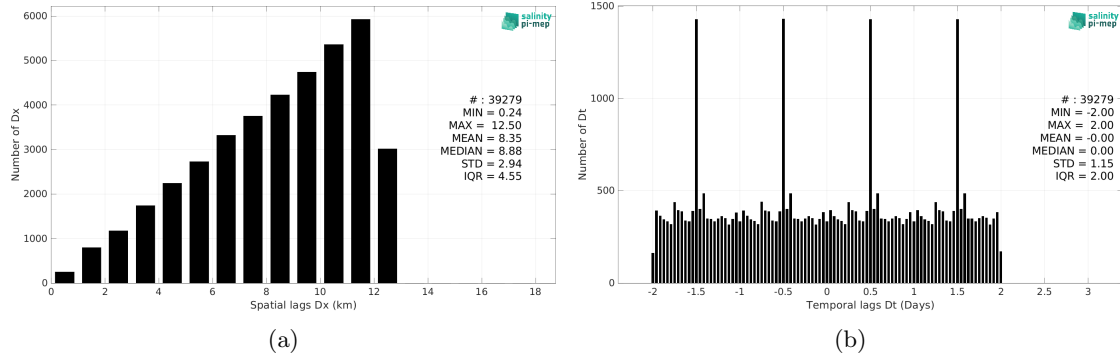 6000
5000
4000
3000
2000
1000
0
Number of Dx
0 2 4 6 8 10 12 14 16 18
Spatial lags Dx (km)
salinity
pi-mep
# : 39279
MIN = 0.24
MAX = 12.50
MEAN = 8.35
MEDIAN = 8.88
STD = 2.94
IQR = 4.55
(a)
1500
1000
500
0
Number of Dt
-2 -1.5 -1 -0.5 0 0.5 1 1.5 2 2.5 3
Temporal lags Dt (Days)
salinity
pi-mep
# : 39279
MIN = -2.00
MAX = 2.00
MEAN = -0.00
MEDIAN = 0.00
STD = 1.15
IQR = 2.00
(b)